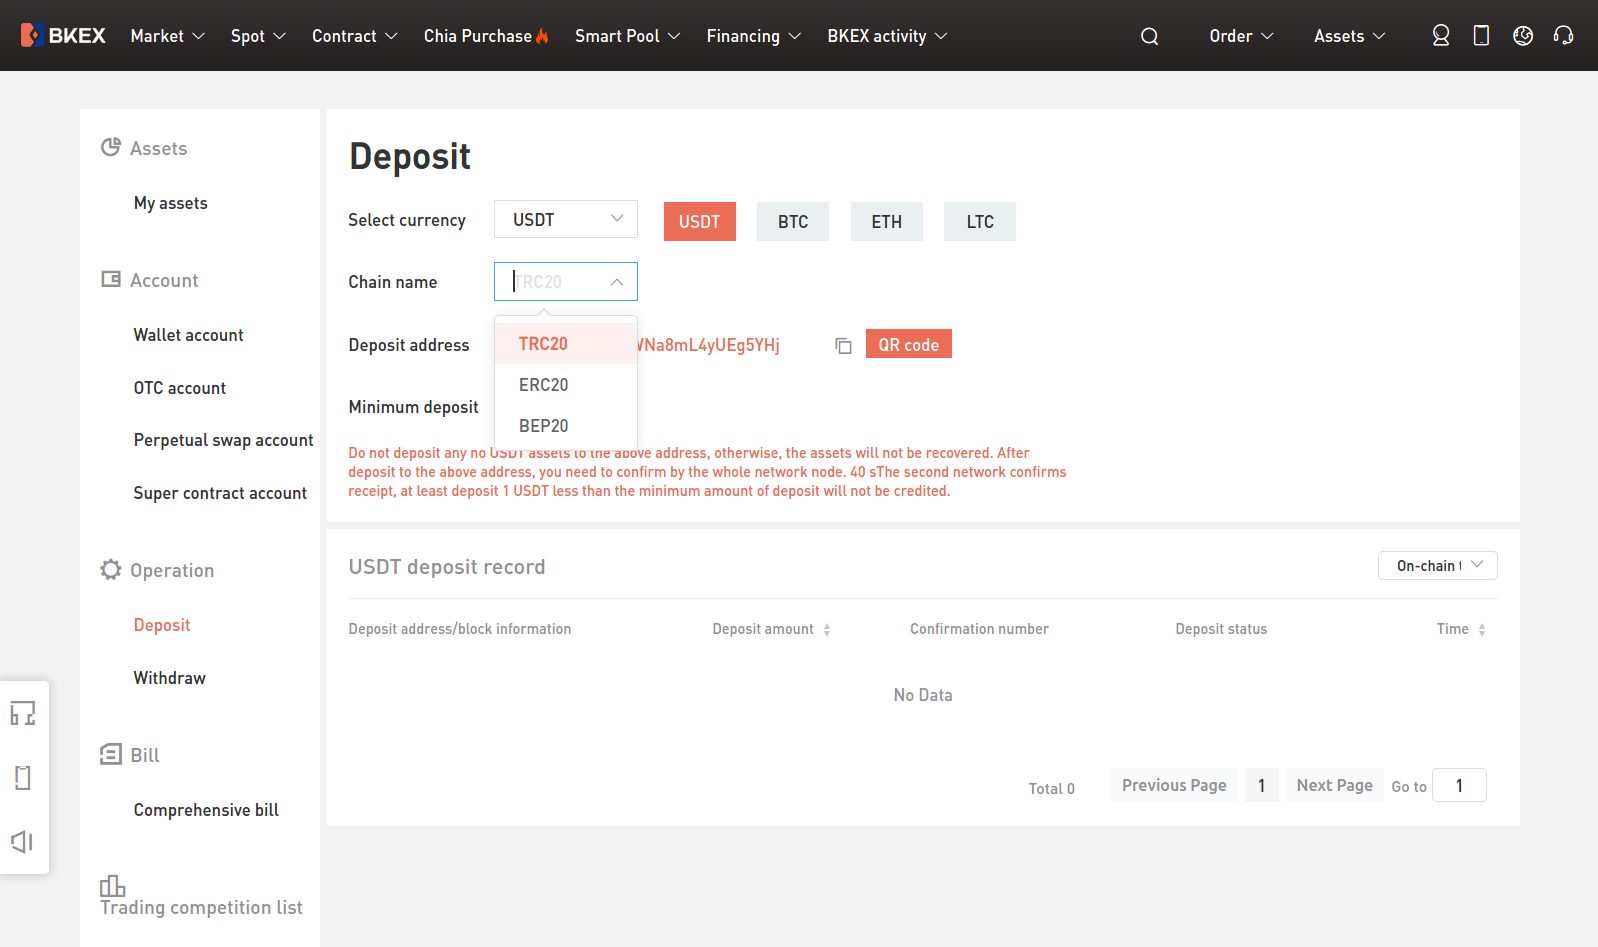 BKEX Market Spot Contract Chia Purchase Smart Pool Financing BKEX activity Order Assets
Assets
My assets
Account
Wallet account
OTC account
Perpetual swap account
Super contract account
Operation
Deposit
Withdraw
Bill
Comprehensive bill
Trading competition list
Deposit
Select currency USDT USDT BTC ETH LTC
Chain name TRC20
TRC20
ERC20
BEP20
Deposit address Na8mL4yUEg5YHj QR code
Minimum deposit
Do not deposit any no USDT assets to the above address, otherwise, the assets will not be recovered. After
deposit to the above address, you need to confirm by the whole network node. 40 sThe second network confirms
receipt, at least deposit 1 USDT less than the minimum amount of deposit will not be credited.
USDT deposit record On-chain
Deposit address/block information Deposit amount Confirmation number Deposit status Time
No Data
Total 0 Previous Page 1 Next Page Go to 1